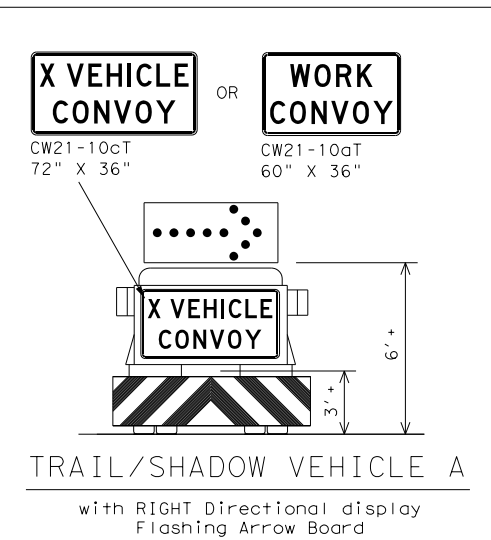 X VEHICLE
CONVOY
OR
WORK
CONVOY
CW21-10cT
72" X 36"
CW21-10aT
60" X 36"
X VEHICLE
CONVOY
6'+
3'+
TRAIL/SHADOW VEHICLE A
with RIGHT Directional display
Flashing Arrow Board